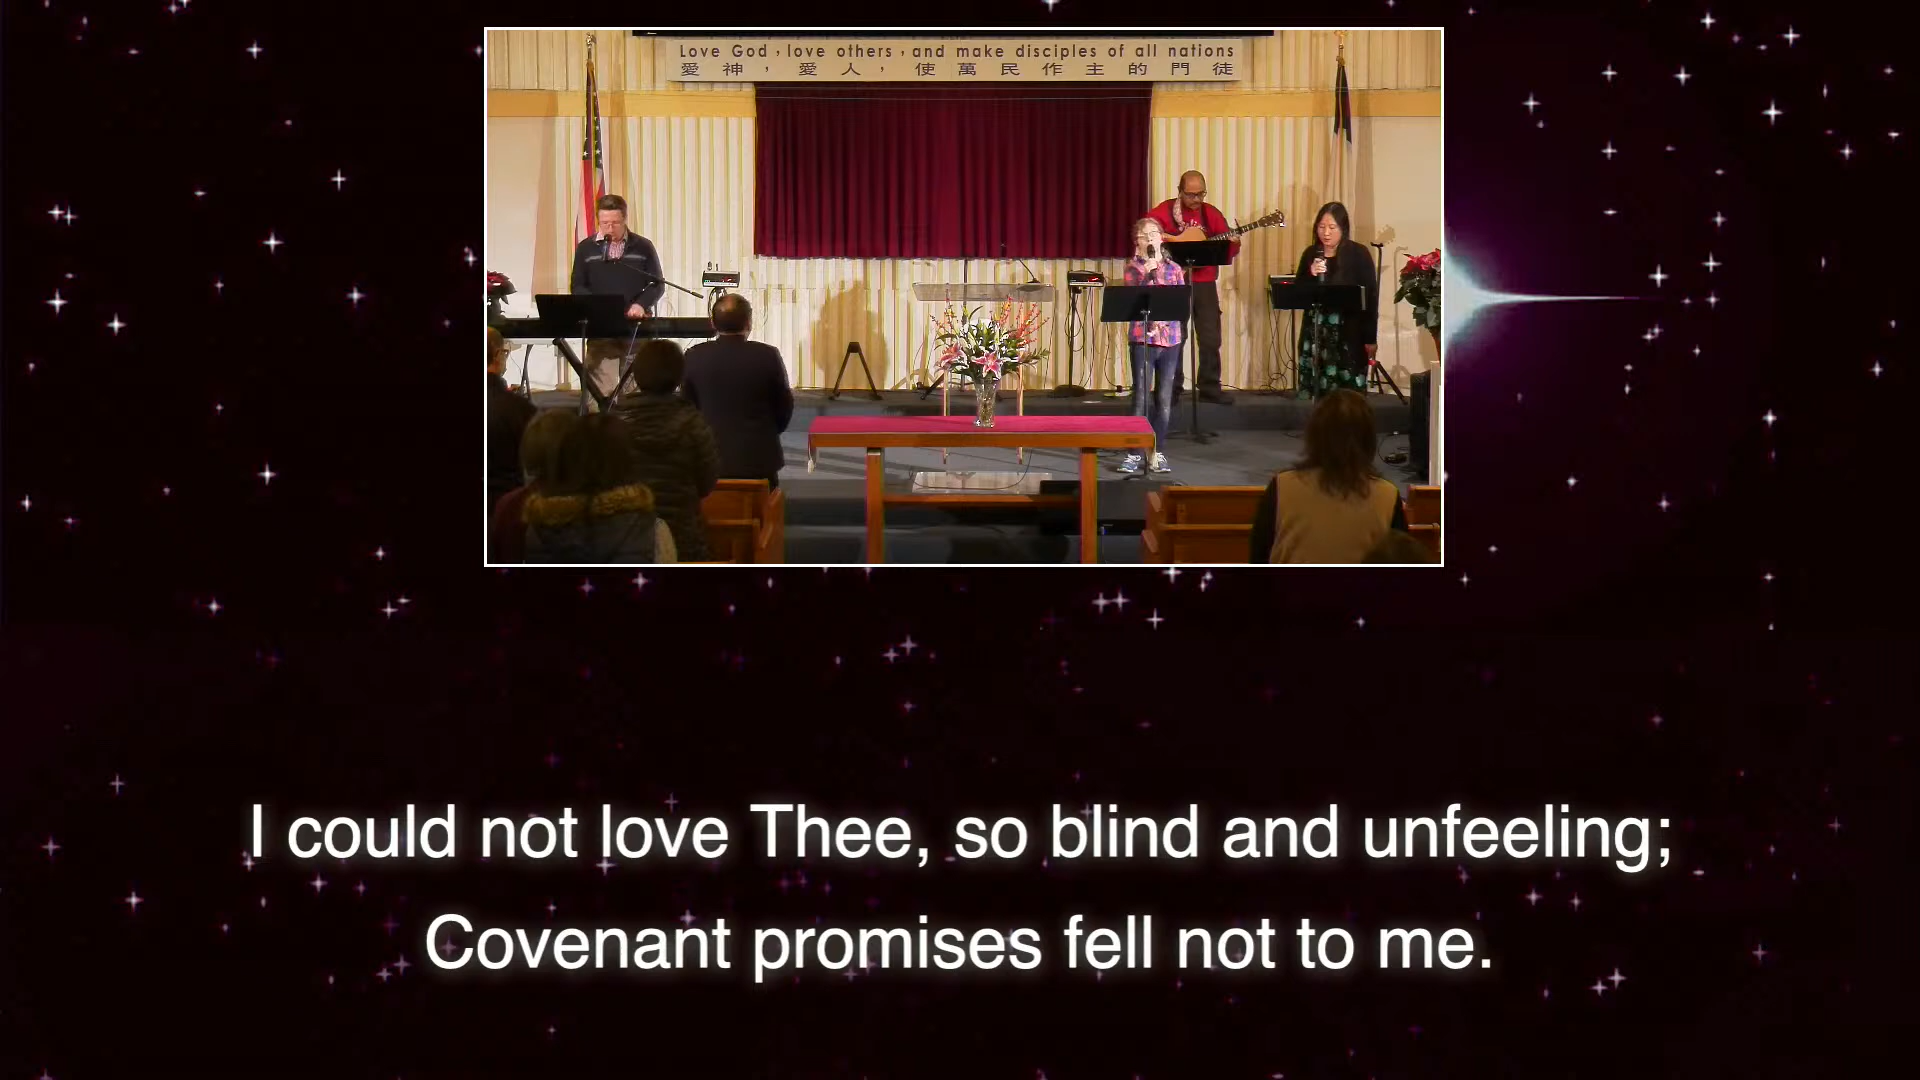 Love God, love others, and make disciples of all nations
愛神，愛人，使萬民作主的門徒
I could not love Thee, so blind and unfeeling;
Covenant promises fell not to me.